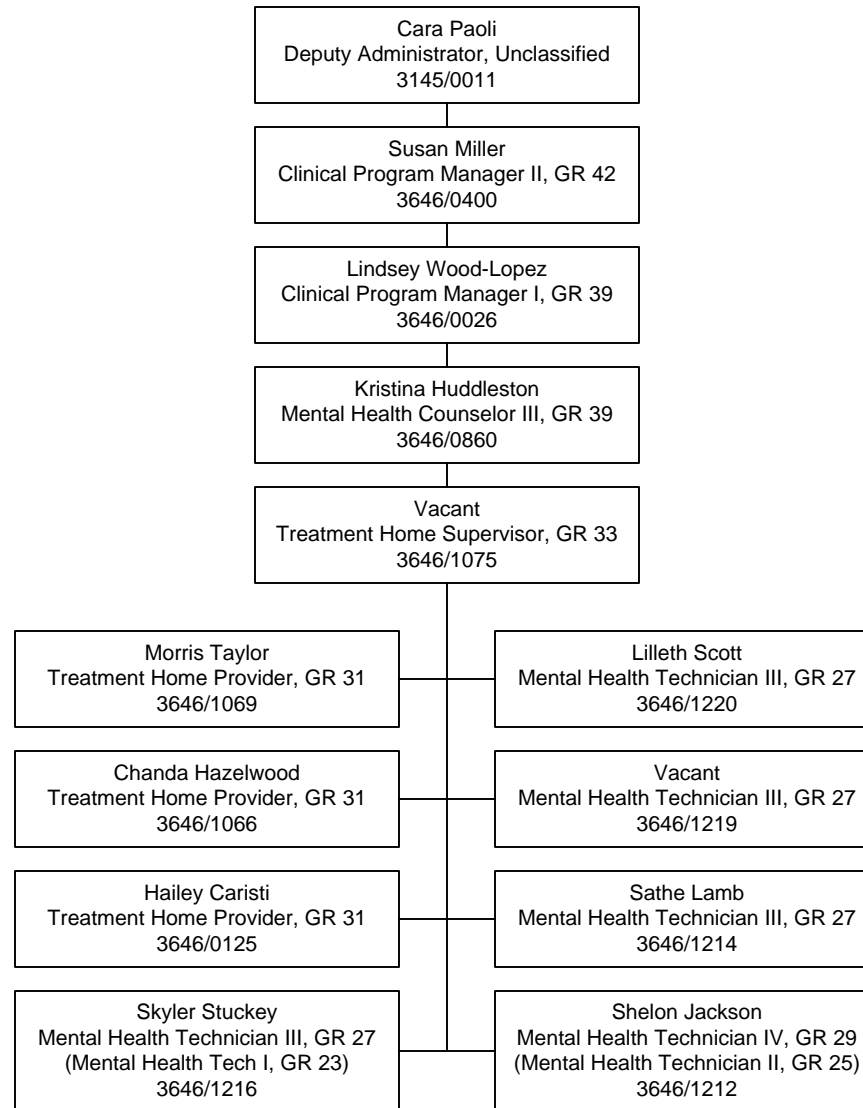 Cara Paoli
Deputy Administrator, Unclassified
3145/0011
Susan Miller
Clinical Program Manager II, GR 42
3646/0400
Lindsey Wood-Lopez
Clinical Program Manager I, GR 39
3646/0026
Kristina Huddleston
Mental Health Counselor III, GR 39
3646/0860
Vacant
Treatment Home Supervisor, GR 33
3646/1075
Morris Taylor
Treatment Home Provider, GR 31
3646/1069
Lilleth Scott
Mental Health Technician III, GR 27
3646/1220
Chanda Hazelwood
Treatment Home Provider, GR 31
3646/1066
Vacant
Mental Health Technician III, GR 27
3646/1219
Hailey Caristi
Treatment Home Provider, GR 31
3646/0125
Sathe Lamb
Mental Health Technician III, GR 27
3646/1214
Skyler Stuckey
Mental Health Technician III, GR 27
(Mental Health Tech I, GR 23)
3646/1216
Shelon Jackson
Mental Health Technician IV, GR 29
(Mental Health Technician II, GR 25)
3646/1212